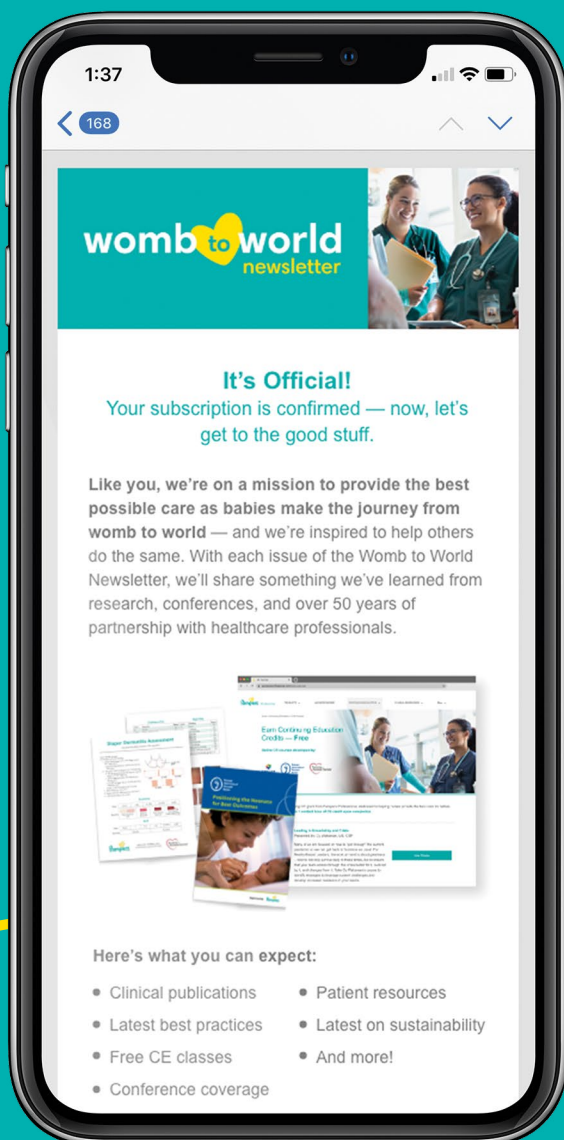 1:37
168
womb to world
newsletter
It's Official!
Your subscription is confirmed — now, let's
get to the good stuff.
Like you, we're on a mission to provide the best
possible care as babies make the journey from
womb to world — and we're inspired to help others
do the same. With each issue of the Womb to World
Newsletter, we'll share something we've learned from
research, conferences, and over 50 years of
partnership with healthcare professionals.
Pampers
Earn Continuing Education
Credits — Free
Diaper Dermatitis Assessment
Positioning the Neonate
for Best Outcomes
Here's what you can expect:
• Clinical publications
• Latest best practices
• Free CE classes
• Conference coverage
• Patient resources
• Latest on sustainability
• And more!